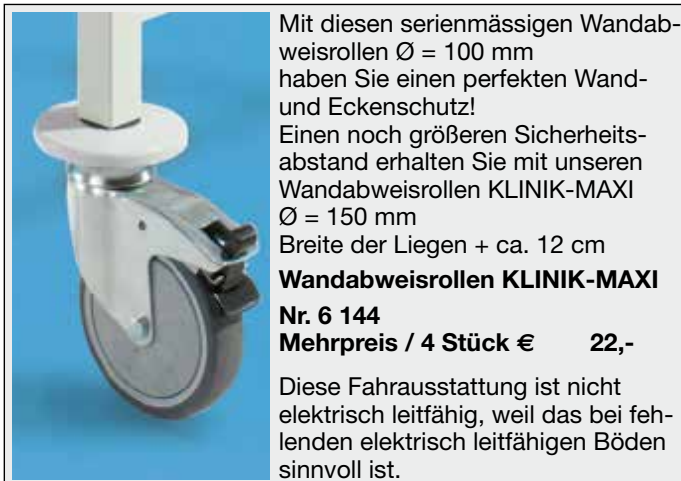 Mit diesen serienmässigen Wandab-
weisrollen Ø = 100 mm
haben Sie einen perfekten Wand-
und Eckenschutz!
Einen noch größeren Sicherheits-
abstand erhalten Sie mit unseren
Wandabweisrollen KLINIK-MAXI
Ø = 150 mm
Breite der Liegen + ca. 12 cm
Wandabweisrollen KLINIK-MAXI
Nr. 6 144
Mehrpreis / 4 Stück € 22,-
Diese Fahrausstattung ist nicht
elektrisch leitfähig, weil das bei feh-
lenden elektrisch leitfähigen Böden
sinnvoll ist.